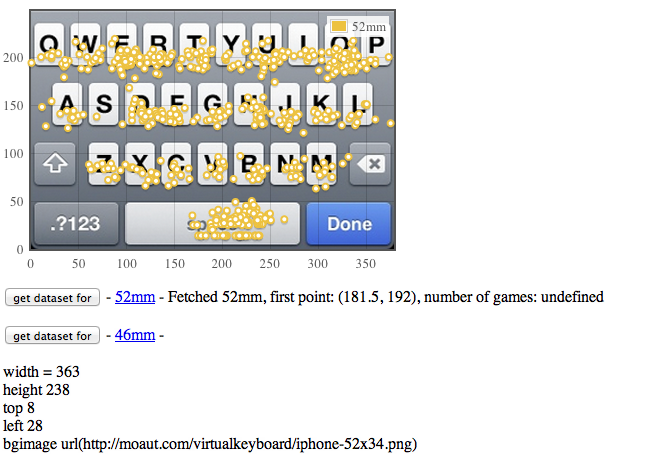 52mm
Q W E R T Y U I O P
200
A S D F G H J K L
150
Z X C V B N M
100
50
.?123 space Done
0
0 50 100 150 200 250 300 350
get dataset for - 52mm - Fetched 52mm, first point: (181.5, 192), number of games: undefined
get dataset for - 46mm -
width = 363
height 238
top 8
left 28
bgimage url(http://moaut.com/virtualkeyboard/iphone-52x34.png)